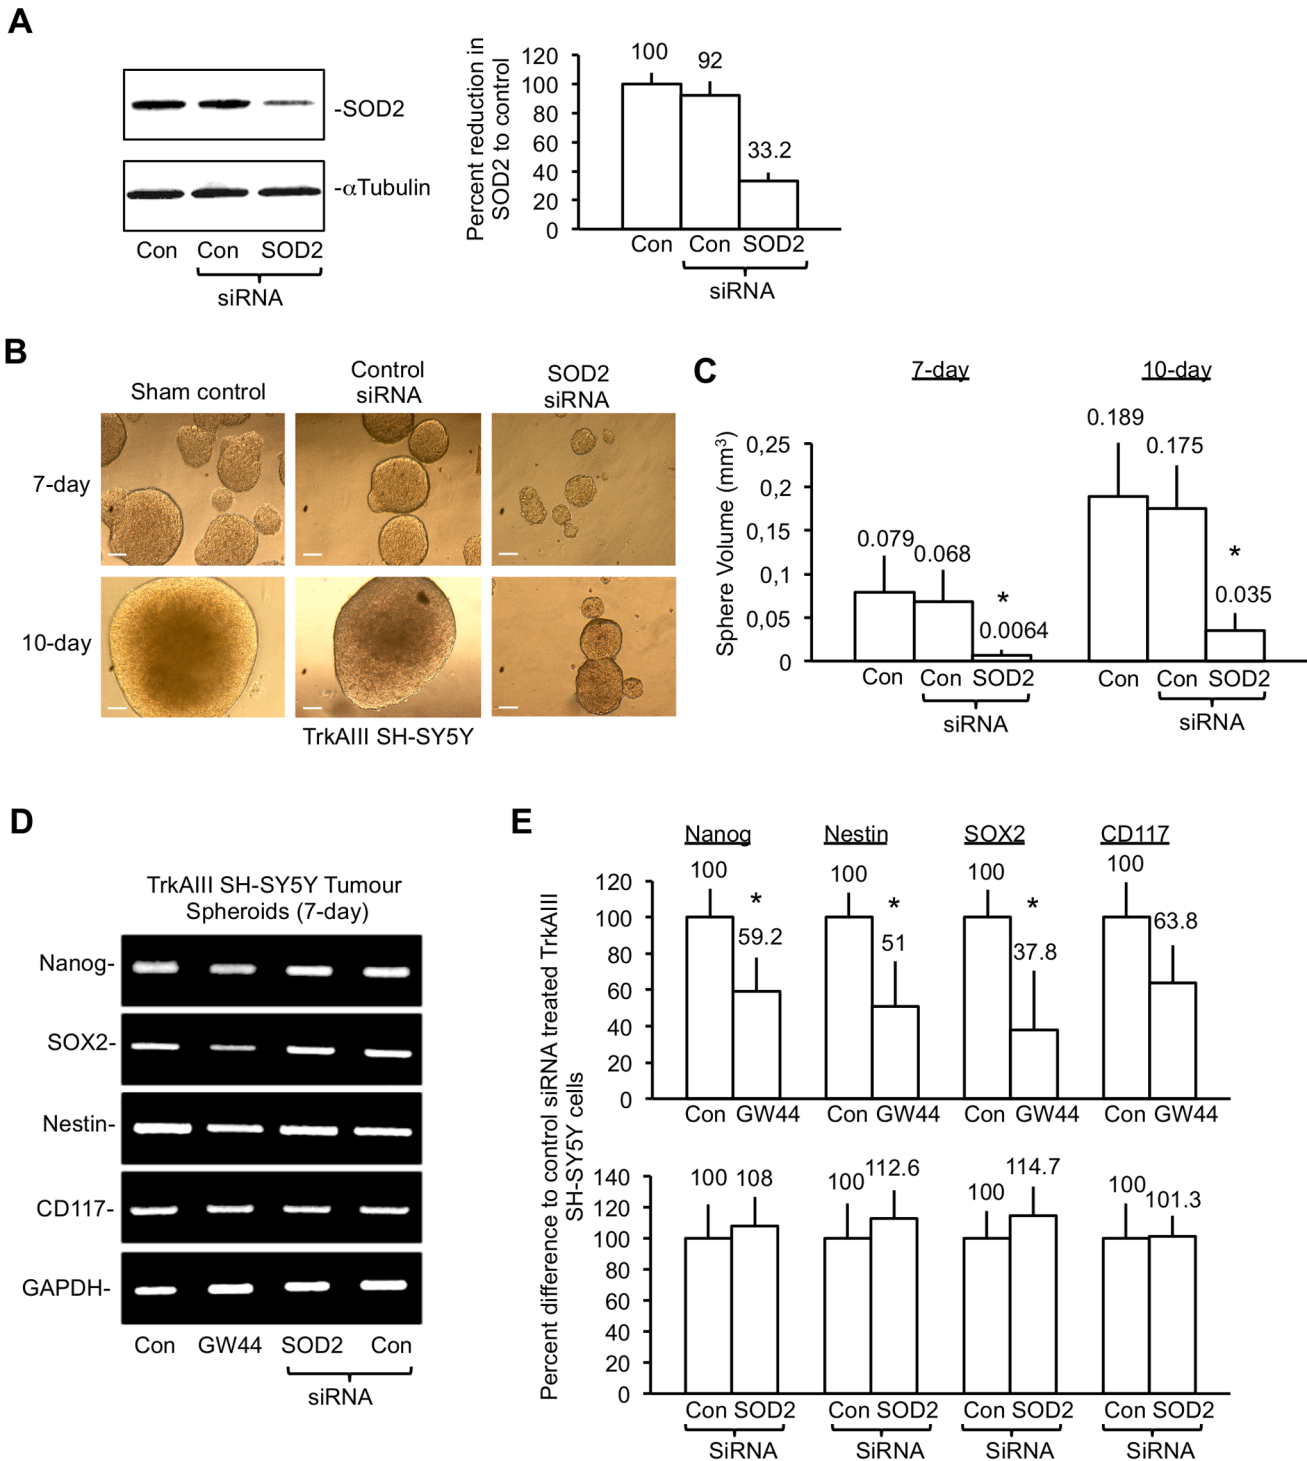 A
-SOD2
-αTubulin
Con Con SOD2
siRNA
Percent reduction in
SOD2 to control
120
100
80
60
40
20
0
100
92
33.2
Con Con SOD2
siRNA
B
Sham control
Control
siRNA
SOD2
siRNA
7-day
10-day
TrkAIII SH-SY5Y
C
7-day
10-day
Sphere Volume (mm³)
0,25
0,2
0,15
0,1
0,05
0
0.079
0.068
*
0.0064
0.189
0.175
*
0.035
Con Con SOD2
siRNA
Con Con SOD2
siRNA
D
TrkAIII SH-SY5Y Tumour
Spheroids (7-day)
Nanog-
SOX2-
Nestin-
CD117-
GAPDH-
Con GW44 SOD2 Con
siRNA
E
Percent difference to control siRNA treated TrkAIII
SH-SY5Y cells
Nanog
Nestin
SOX2
CD117
120
100
80
60
40
20
0
100
*
59.2
100
*
51
100
*
37.8
100
63.8
Con GW44
Con GW44
Con GW44
Con GW44
140
120
100
80
60
40
20
0
100 108
100 112.6
100 114.7
100 101.3
Con SOD2
Con SOD2
Con SOD2
Con SOD2
SiRNA
SiRNA
SiRNA
SiRNA